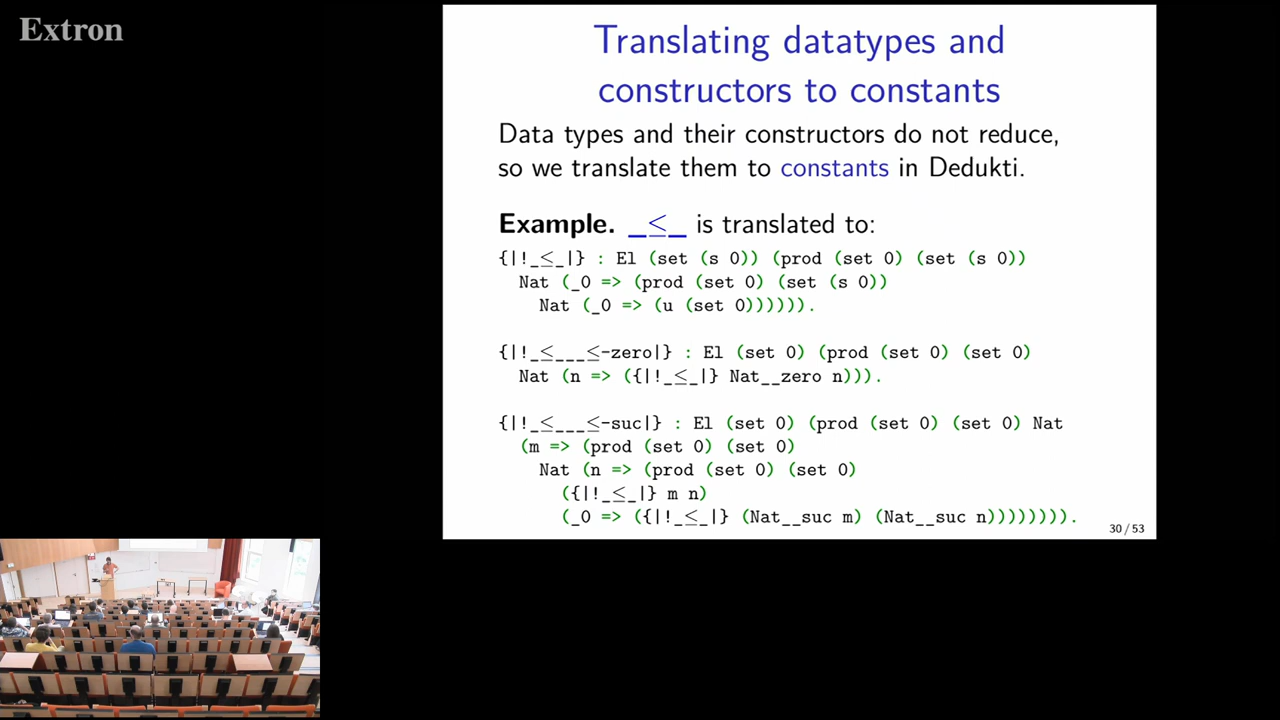 Extron
Translating datatypes and
constructors to constants
Data types and their constructors do not reduce,
so we translate them to constants in Dedukti.
Example. _≤_ is translated to:
{|!_≤_|} : El (set (s 0)) (prod (set 0) (set (s 0))
Nat (_0 => (prod (set 0) (set (s 0))
Nat (_0 => (u (set 0)))))).
{|!_≤___≤-zero|} : El (set 0) (prod (set 0) (set 0)
Nat (n => ({|!_≤_|} Nat__zero n))).
{|!_≤___≤-suc|} : El (set 0) (prod (set 0) (set 0) Nat
(m => (prod (set 0) (set 0)
Nat (n => (prod (set 0) (set 0)
({|!_≤_|} m n)
(_0 => ({|!_≤_|} (Nat__suc m) (Nat__suc n)))))))).
30 / 53